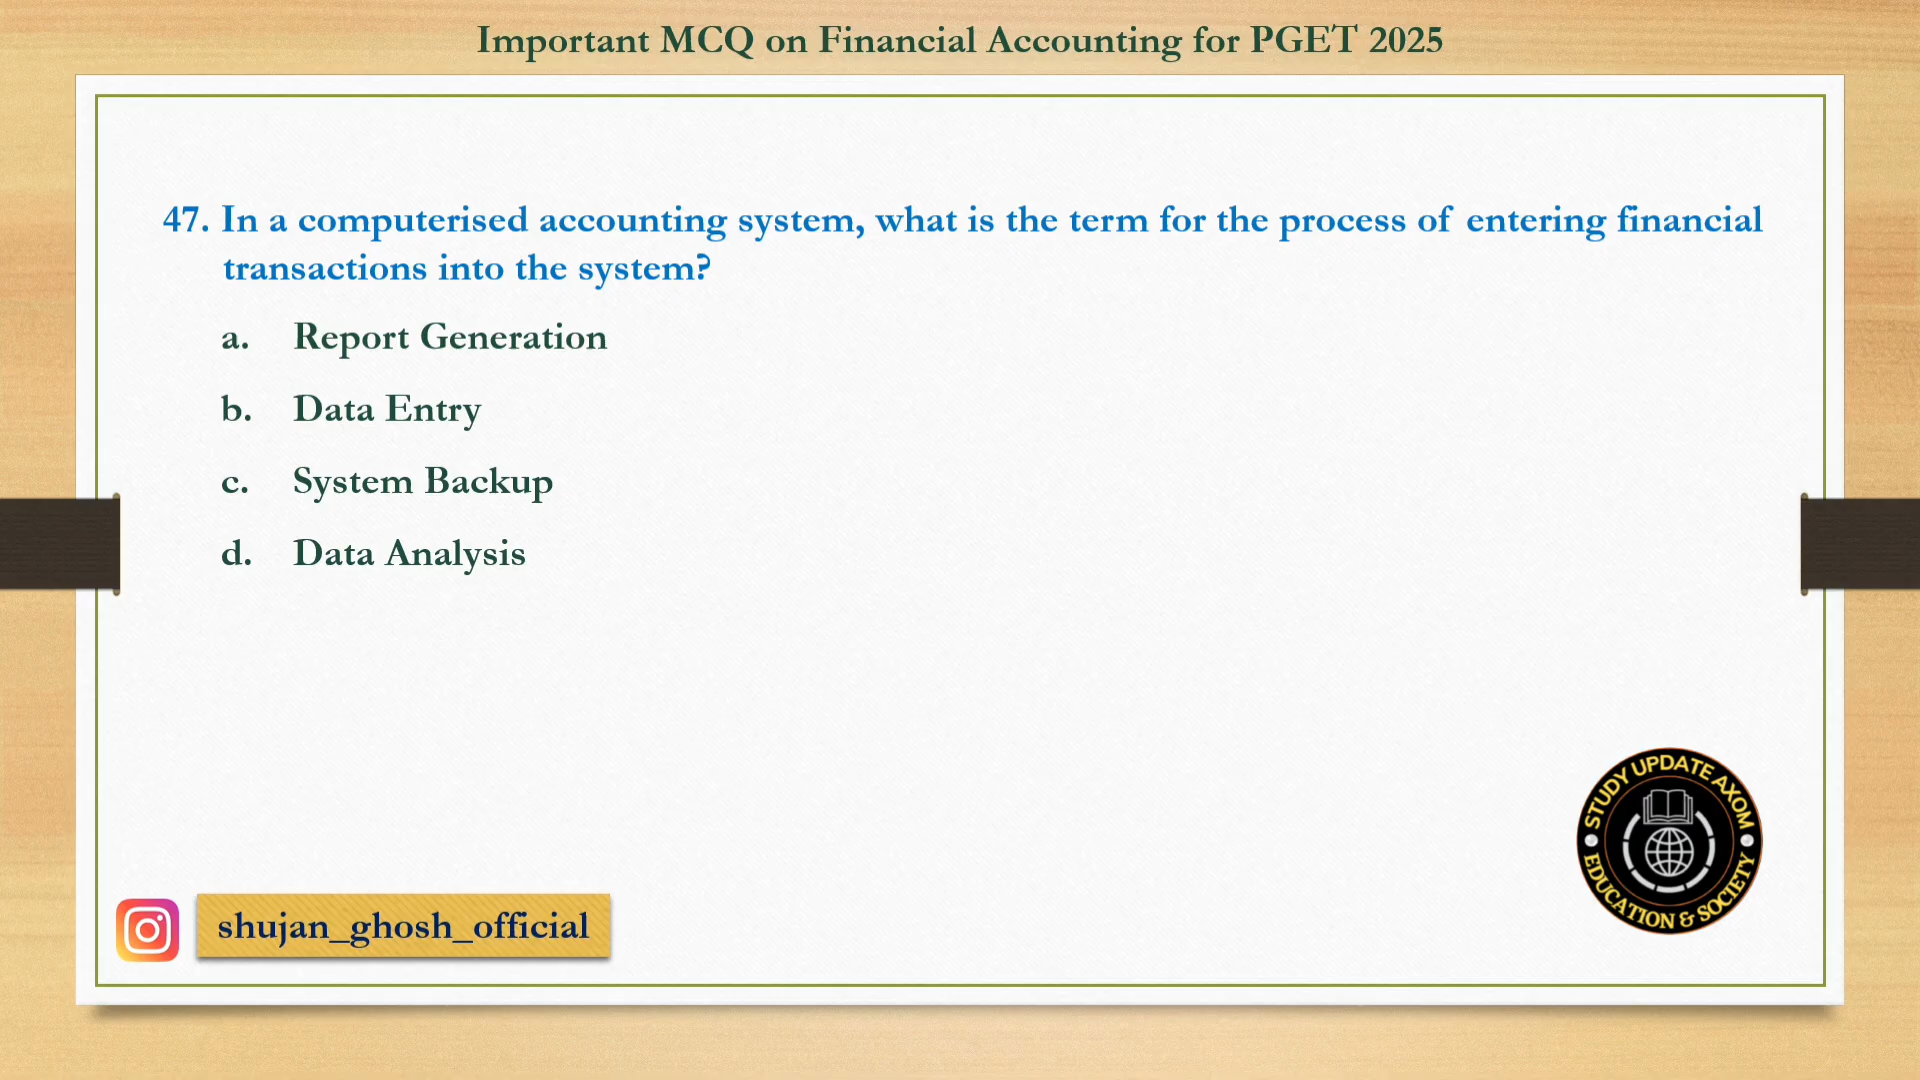 Important MCQ on Financial Accounting for PGET 2025
47. In a computerised accounting system, what is the term for the process of entering financial
transactions into the system?
a. Report Generation
b. Data Entry
c. System Backup
d. Data Analysis
STUDY UPDATE AXOM
EDUCATION & SOCIETY
shujan_ghosh_official